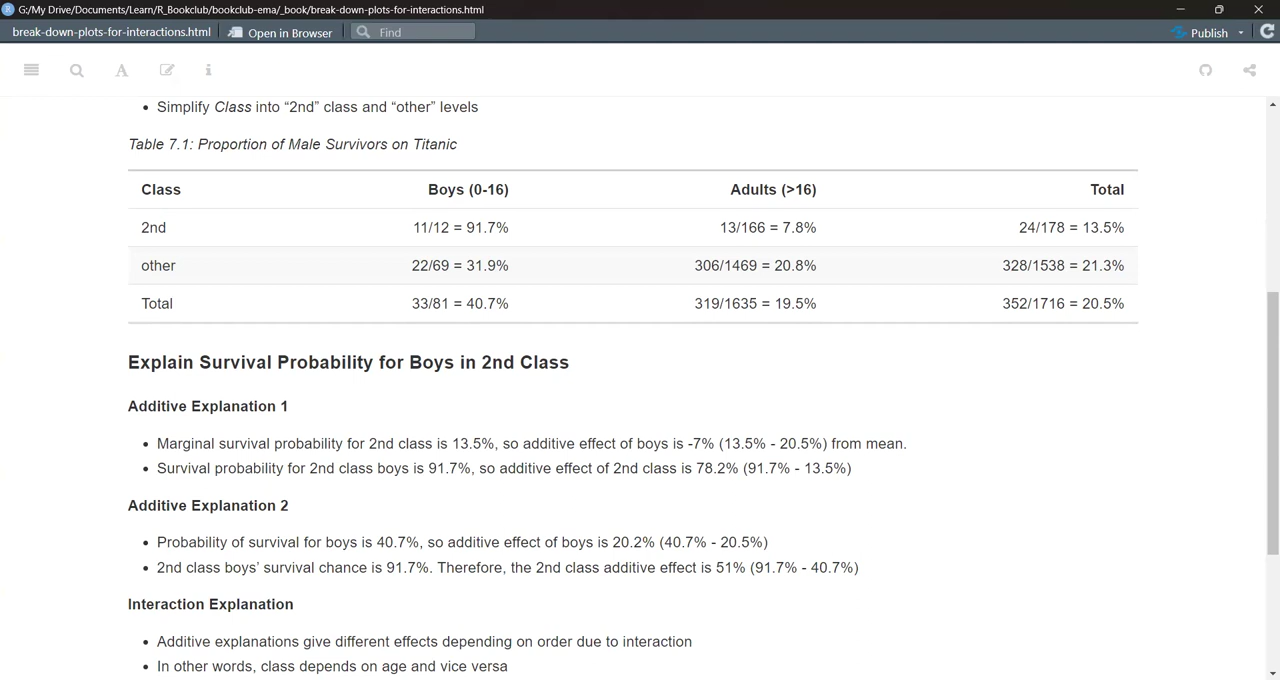 G:/My Drive/Documents/Learn/R_Bookclub/bookclub-ema/_book/break-down-plots-for-interactions.html
break-down-plots-for-interactions.html Open in Browser Find Publish
• Simplify Class into “2nd” class and “other” levels
Table 7.1: Proportion of Male Survivors on Titanic
Class Boys (0-16) Adults (>16) Total
2nd 11/12 = 91.7% 13/166 = 7.8% 24/178 = 13.5%
other 22/69 = 31.9% 306/1469 = 20.8% 328/1538 = 21.3%
Total 33/81 = 40.7% 319/1635 = 19.5% 352/1716 = 20.5%
Explain Survival Probability for Boys in 2nd Class
Additive Explanation 1
• Marginal survival probability for 2nd class is 13.5%, so additive effect of boys is -7% (13.5% - 20.5%) from mean.
• Survival probability for 2nd class boys is 91.7%, so additive effect of 2nd class is 78.2% (91.7% - 13.5%)
Additive Explanation 2
• Probability of survival for boys is 40.7%, so additive effect of boys is 20.2% (40.7% - 20.5%)
• 2nd class boys’ survival chance is 91.7%. Therefore, the 2nd class additive effect is 51% (91.7% - 40.7%)
Interaction Explanation
• Additive explanations give different effects depending on order due to interaction
• In other words, class depends on age and vice versa